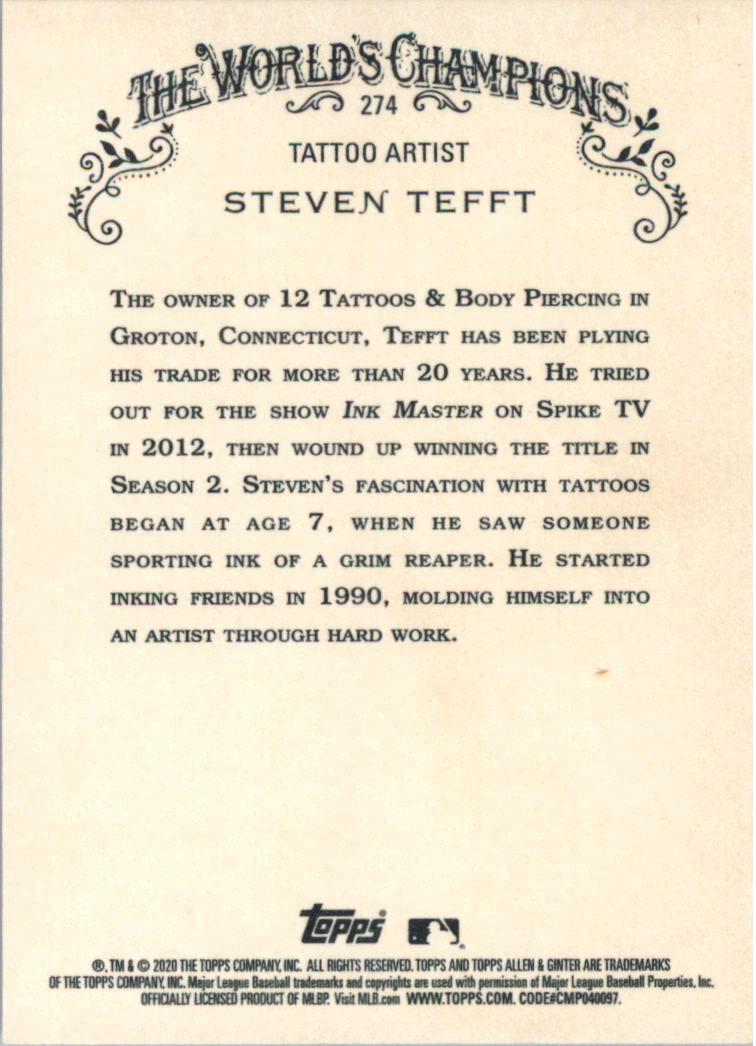 THE WORLD'S CHAMPIONS
274
TATTOO ARTIST
STEVEN TEFFT
THE OWNER OF 12 TATTOOS & BODY PIERCING IN
GROTON, CONNECTICUT, TEFFT HAS BEEN PLYING
HIS TRADE FOR MORE THAN 20 YEARS. HE TRIED
OUT FOR THE SHOW INK MASTER ON SPIKE TV
IN 2012, THEN WOUND UP WINNING THE TITLE IN
SEASON 2. STEVEN'S FASCINATION WITH TATTOOS
BEGAN AT AGE 7, WHEN HE SAW SOMEONE
SPORTING INK OF A GRIM REAPER. HE STARTED
INKING FRIENDS IN 1990, MOLDING HIMSELF INTO
AN ARTIST THROUGH HARD WORK.
topps
®, TM & © 2020 THE TOPPS COMPANY, INC. ALL RIGHTS RESERVED. TOPPS AND TOPPS ALLEN & GINTER ARE TRADEMARKS
OF THE TOPPS COMPANY, INC. Major League Baseball trademarks and copyrights are used with permission of Major League Baseball Properties, Inc.
OFFICIALLY LICENSED PRODUCT OF MLBP. Visit MLB.com WWW.TOPPS.COM. CODE#CMP040097.